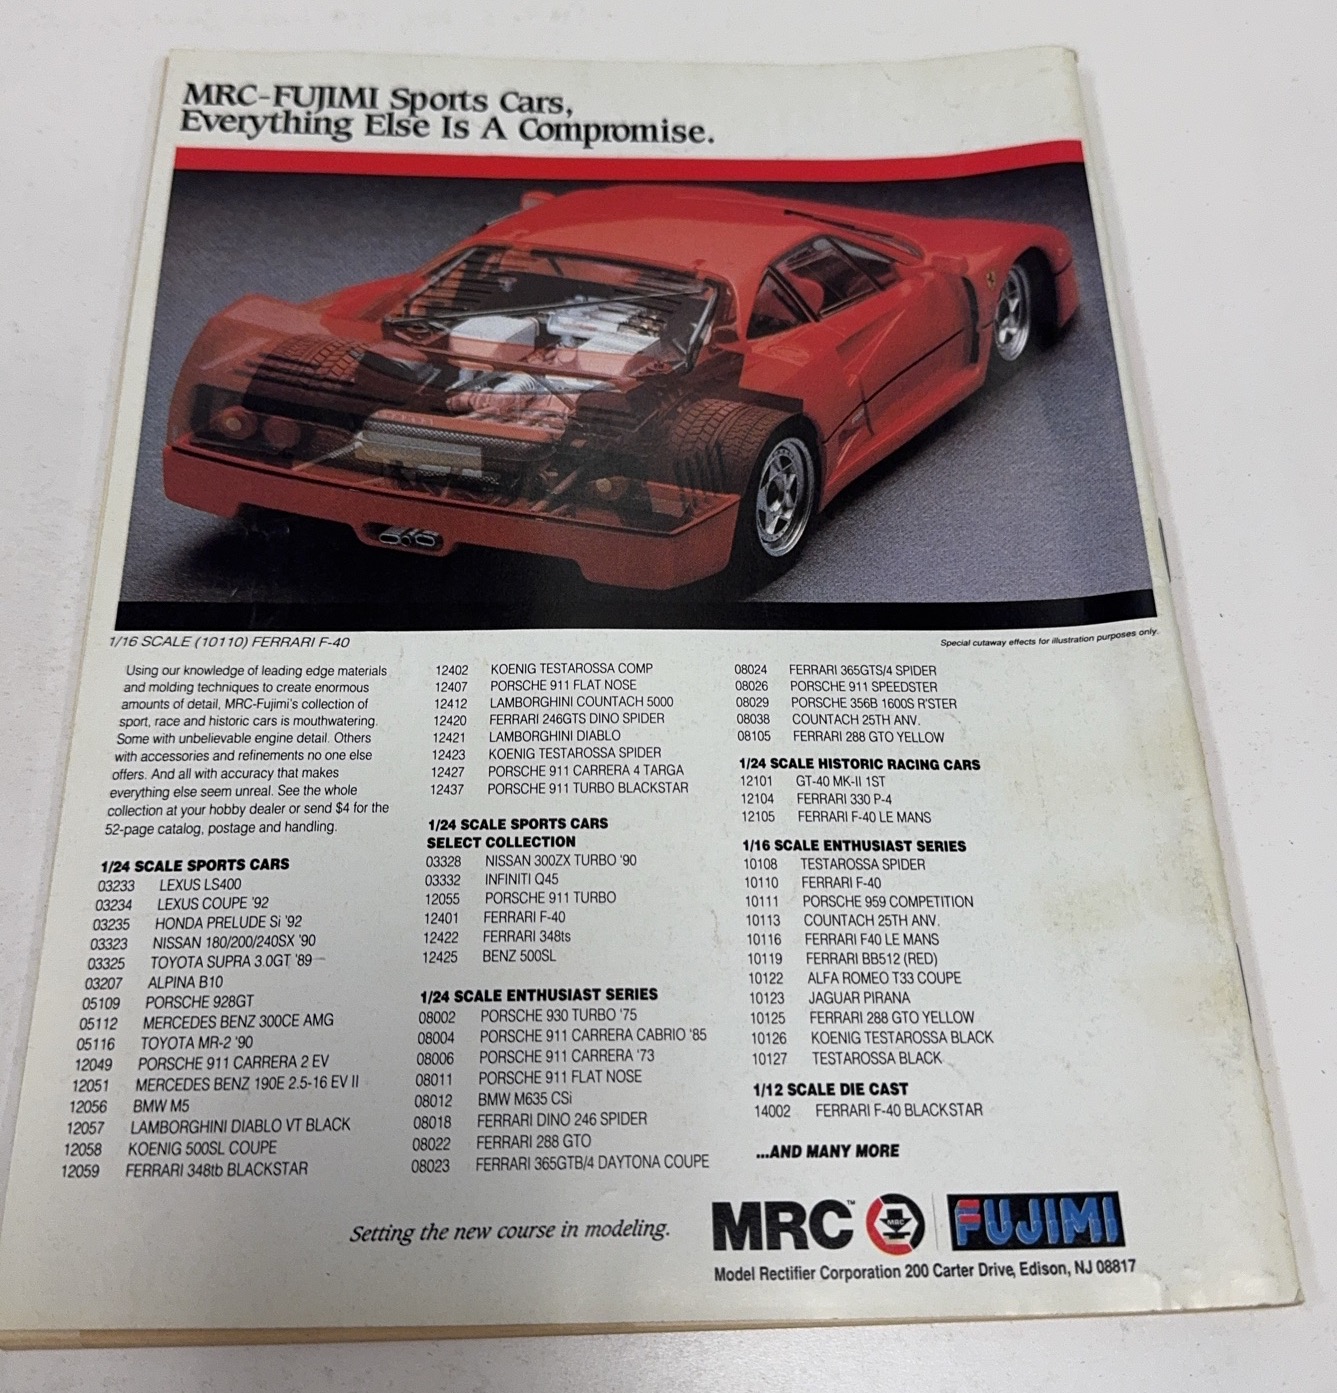 MRC-FUJIMI Sports Cars,
Everything Else Is A Compromise.
1/16 SCALE (10110) FERRARI F-40
Special cutaway effects for illustration purposes only.
Using our knowledge of leading edge materials
and molding techniques to create enormous
amounts of detail, MRC-Fujimi's collection of
sport, race and historic cars is mouthwatering.
Some with unbelievable engine detail. Others
with accessories and refinements no one else
offers. And all with accuracy that makes
everything else seem unreal. See the whole
collection at your hobby dealer or send $4 for the
52-page catalog, postage and handling.
1/24 SCALE SPORTS CARS
03233 LEXUS LS400
03234 LEXUS COUPE '92
03235 HONDA PRELUDE Si '92
03323 NISSAN 180/200/240SX '90
03325 TOYOTA SUPRA 3.0GT '89
03207 ALPINA B10
05109 PORSCHE 928GT
05112 MERCEDES BENZ 300CE AMG
05116 TOYOTA MR-2 '90
12049 PORSCHE 911 CARRERA 2 EV
12051 MERCEDES BENZ 190E 2.5-16 EV II
12056 BMW M5
12057 LAMBORGHINI DIABLO VT BLACK
12058 KOENIG 500SL COUPE
12059 FERRARI 348tb BLACKSTAR
12402 KOENIG TESTAROSSA COMP
12407 PORSCHE 911 FLAT NOSE
12412 LAMBORGHINI COUNTACH 5000
12420 FERRARI 246GTS DINO SPIDER
12421 LAMBORGHINI DIABLO
12423 KOENIG TESTAROSSA SPIDER
12427 PORSCHE 911 CARRERA 4 TARGA
12437 PORSCHE 911 TURBO BLACKSTAR
1/24 SCALE SPORTS CARS
SELECT COLLECTION
03328 NISSAN 300ZX TURBO '90
03332 INFINITI Q45
12055 PORSCHE 911 TURBO
12401 FERRARI F-40
12422 FERRARI 348ts
12425 BENZ 500SL
1/24 SCALE ENTHUSIAST SERIES
08002 PORSCHE 930 TURBO '75
08004 PORSCHE 911 CARRERA CABRIO '85
08006 PORSCHE 911 CARRERA '73
08011 PORSCHE 911 FLAT NOSE
08012 BMW M635 CSi
08018 FERRARI DINO 246 SPIDER
08022 FERRARI 288 GTO
08023 FERRARI 365GTB/4 DAYTONA COUPE
08024 FERRARI 365GTS/4 SPIDER
08026 PORSCHE 911 SPEEDSTER
08029 PORSCHE 356B 1600S R'STER
08038 COUNTACH 25TH ANV.
08105 FERRARI 288 GTO YELLOW
1/24 SCALE HISTORIC RACING CARS
12101 GT-40 MK-II 1ST
12104 FERRARI 330 P-4
12105 FERRARI F-40 LE MANS
1/16 SCALE ENTHUSIAST SERIES
10108 TESTAROSSA SPIDER
10110 FERRARI F-40
10111 PORSCHE 959 COMPETITION
10113 COUNTACH 25TH ANV.
10116 FERRARI F40 LE MANS
10119 FERRARI BB512 (RED)
10122 ALFA ROMEO T33 COUPE
10123 JAGUAR PIRANA
10125 FERRARI 288 GTO YELLOW
10126 KOENIG TESTAROSSA BLACK
10127 TESTAROSSA BLACK
1/12 SCALE DIE CAST
14002 FERRARI F-40 BLACKSTAR
...AND MANY MORE
Setting the new course in modeling.
MRC™ MRC FUJIMI
Model Rectifier Corporation 200 Carter Drive, Edison, NJ 08817